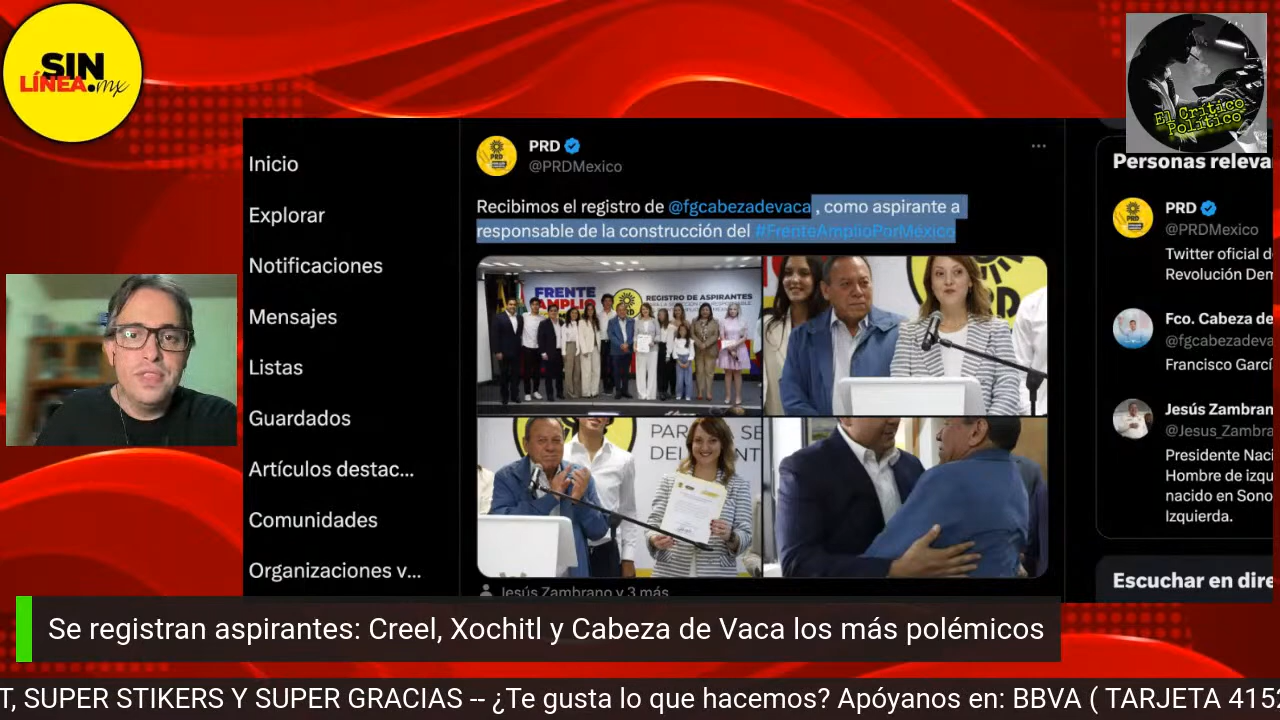 SIN
LÍNEA.mx
El Crítico
Político
Inicio
Explorar
Notificaciones
Mensajes
Listas
Guardados
Artículos destac...
Comunidades
Organizaciones v...
PRD
@PRDMexico
Recibimos el registro de @fgcabezadevaca , como aspirante a
responsable de la construcción del #FrenteAmplioPorMéxico
FRENTE
AMPLIO
PRD
REGISTRO DE ASPIRANTES
Jesús Zambrano y 3 más
Personas releva
PRD
@PRDMexico
Twitter oficial d
Revolución Dem
Fco. Cabeza de
@fgcabezadeva
Francisco Garcí
Jesús Zambran
@Jesus_Zambra
Presidente Naci
Hombre de izqu
nacido en Sono
Izquierda.
Escuchar en dire
Se registran aspirantes: Creel, Xochitl y Cabeza de Vaca los más polémicos
T, SUPER STIKERS Y SUPER GRACIAS -- ¿Te gusta lo que hacemos? Apóyanos en: BBVA ( TARJETA 4152